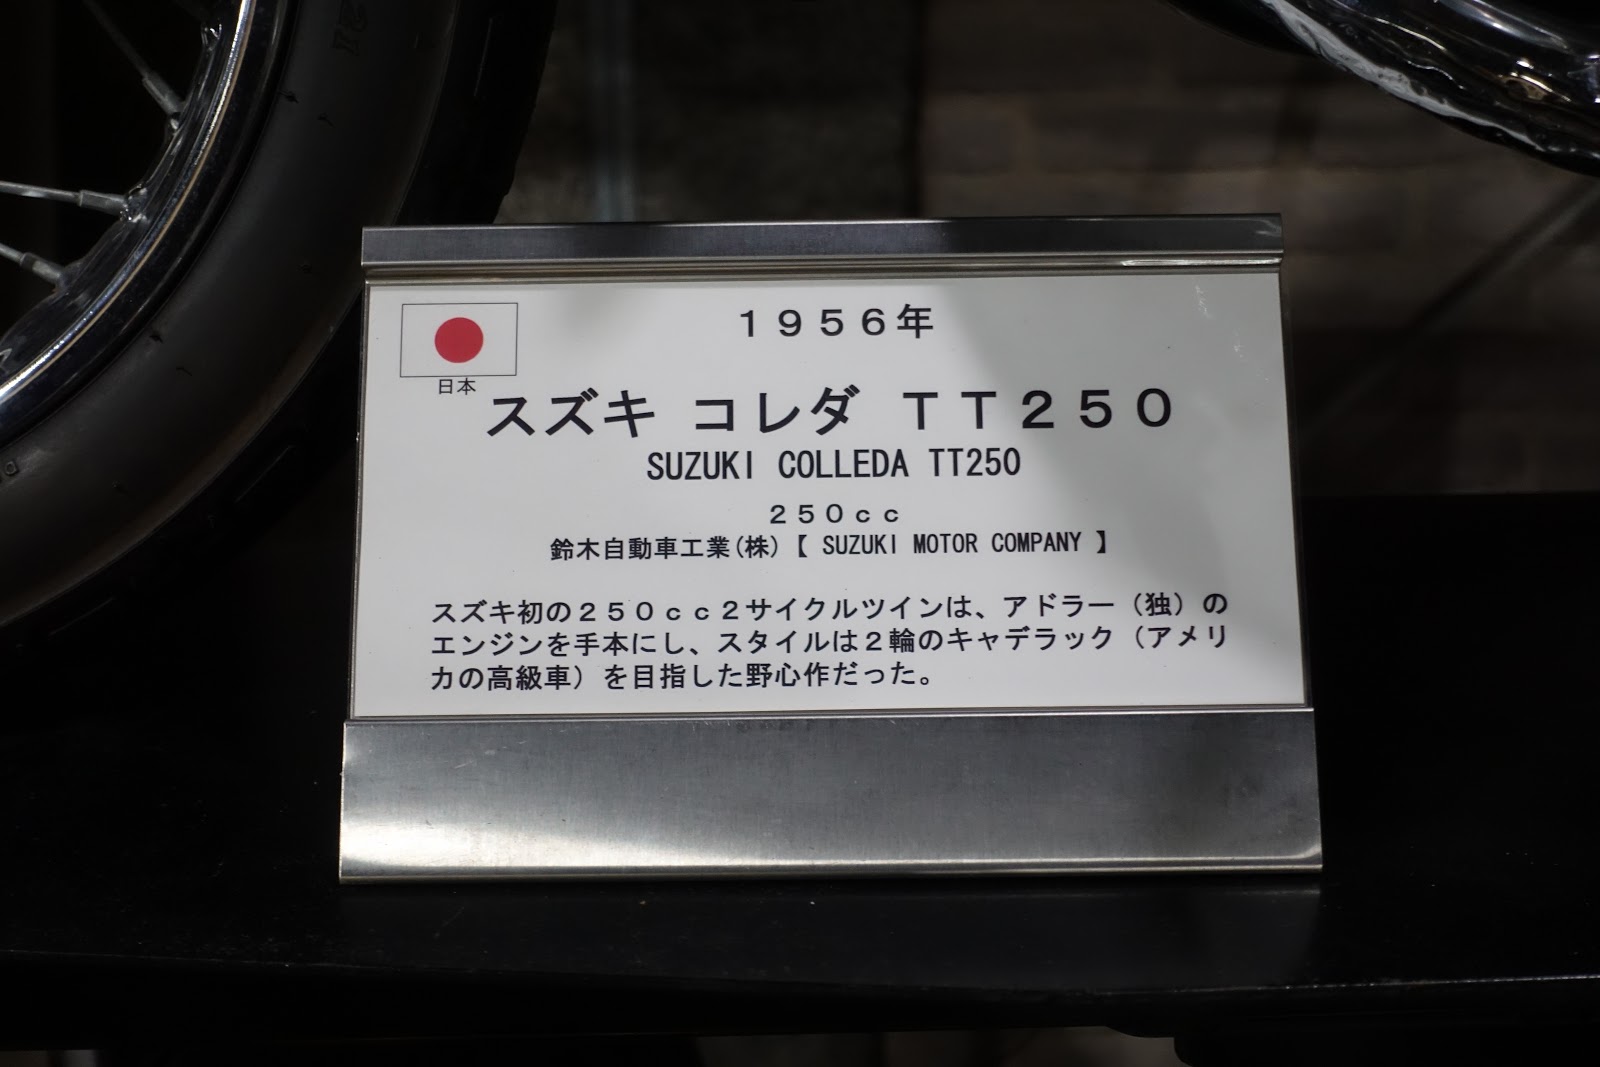 １９５６年
日本
スズキ コレダ ＴＴ２５０
SUZUKI COLLEDA TT250
２５０ｃｃ
鈴木自動車工業(株)【 SUZUKI MOTOR COMPANY 】
スズキ初の２５０ｃｃ２サイクルツインは、アドラー（独）の
エンジンを手本にし、スタイルは２輪のキャデラック（アメリ
カの高級車）を目指した野心作だった。